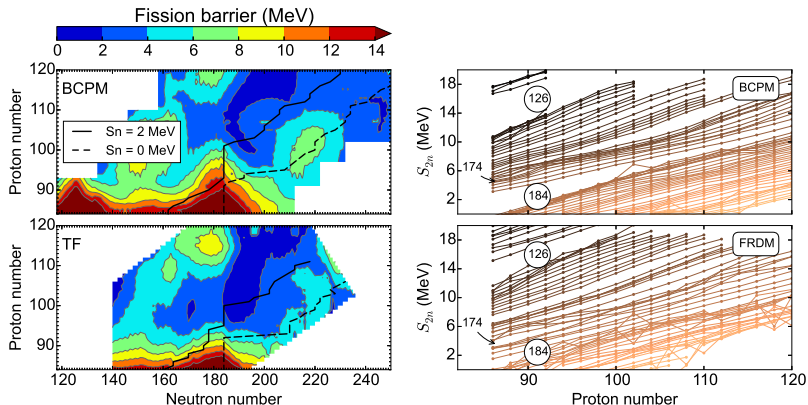 Fission barrier (MeV)
0 2 4 6 8 10 12 14
120
110
100
90
Proton number
BCPM
Sn = 2 MeV
Sn = 0 MeV
120
110
100
90
Proton number
TF
120 140 160 180 200 220 240
Neutron number
18
14
10
6
2
S2n (MeV)
BCPM
126
174
184
18
14
10
6
2
S2n (MeV)
FRDM
126
174
184
90 100 110 120
Proton number